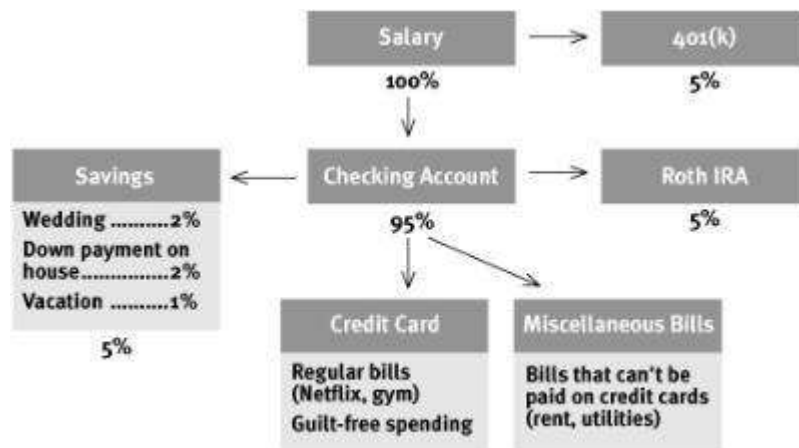 Salary
401(k)
100%
5%
Savings
Checking Account
Roth IRA
Wedding ..........2%
Down payment on
house...............2%
Vacation ..........1%
5%
95%
5%
Credit Card
Miscellaneous Bills
Regular bills
(Netflix, gym)
Guilt-free spending
Bills that can't be
paid on credit cards
(rent, utilities)